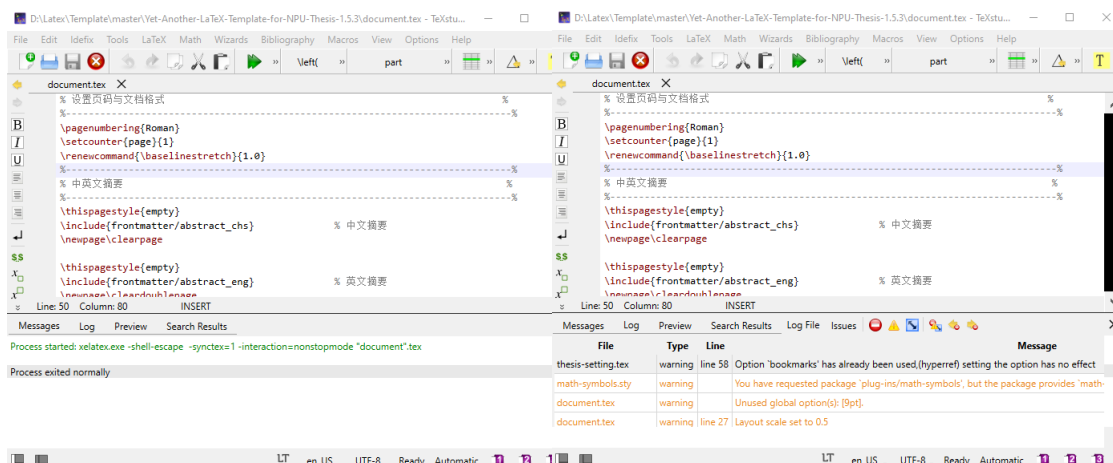 D:\Latex\Template\master\Yet-Another-LaTeX-Template-for-NPU-Thesis-1.5.3\document.tex - TeXstu...
File Edit Idefix Tools LaTeX Math Wizards Bibliography Macros View Options Help
\left( part
document.tex
% 设置页码与文档格式 %
%----------------------------------------------------------------------%
\pagenumbering{Roman}
\setcounter{page}{1}
\renewcommand{\baselinestretch}{1.0}
%----------------------------------------------------------------------%
% 中英文摘要 %
%----------------------------------------------------------------------%
\thispagestyle{empty}
\include{frontmatter/abstract_chs} % 中文摘要
\newpage\clearpage
\thispagestyle{empty}
\include{frontmatter/abstract_eng} % 英文摘要
\newpage\cleardoublepage
Line: 50 Column: 80 INSERT
Messages Log Preview Search Results
Process started: xelatex.exe -shell-escape -synctex=1 -interaction=nonstopmode "document".tex
Process exited normally
LT en_US UTF-8 Ready Automatic
D:\Latex\Template\master\Yet-Another-LaTeX-Template-for-NPU-Thesis-1.5.3\document.tex - TeXstu...
File Edit Idefix Tools LaTeX Math Wizards Bibliography Macros View Options Help
\left( part T
document.tex
% 设置页码与文档格式 %
%----------------------------------------------------------------------%
\pagenumbering{Roman}
\setcounter{page}{1}
\renewcommand{\baselinestretch}{1.0}
%----------------------------------------------------------------------%
% 中英文摘要 %
%----------------------------------------------------------------------%
\thispagestyle{empty}
\include{frontmatter/abstract_chs} % 中文摘要
\newpage\clearpage
\thispagestyle{empty}
\include{frontmatter/abstract_eng} % 英文摘要
\newpage\cleardoublepage
Line: 50 Column: 80 INSERT
Messages Log Preview Search Results Log File Issues
File Type Line Message
thesis-setting.tex warning line 58 Option `bookmarks' has already been used,(hyperref) setting the option has no effect
math-symbols.sty warning You have requested package `plug-ins/math-symbols', but the package provides `math-
document.tex warning Unused global option(s): [9pt].
document.tex warning line 27 Layout scale set to 0.5
LT en_US UTF-8 Ready Automatic